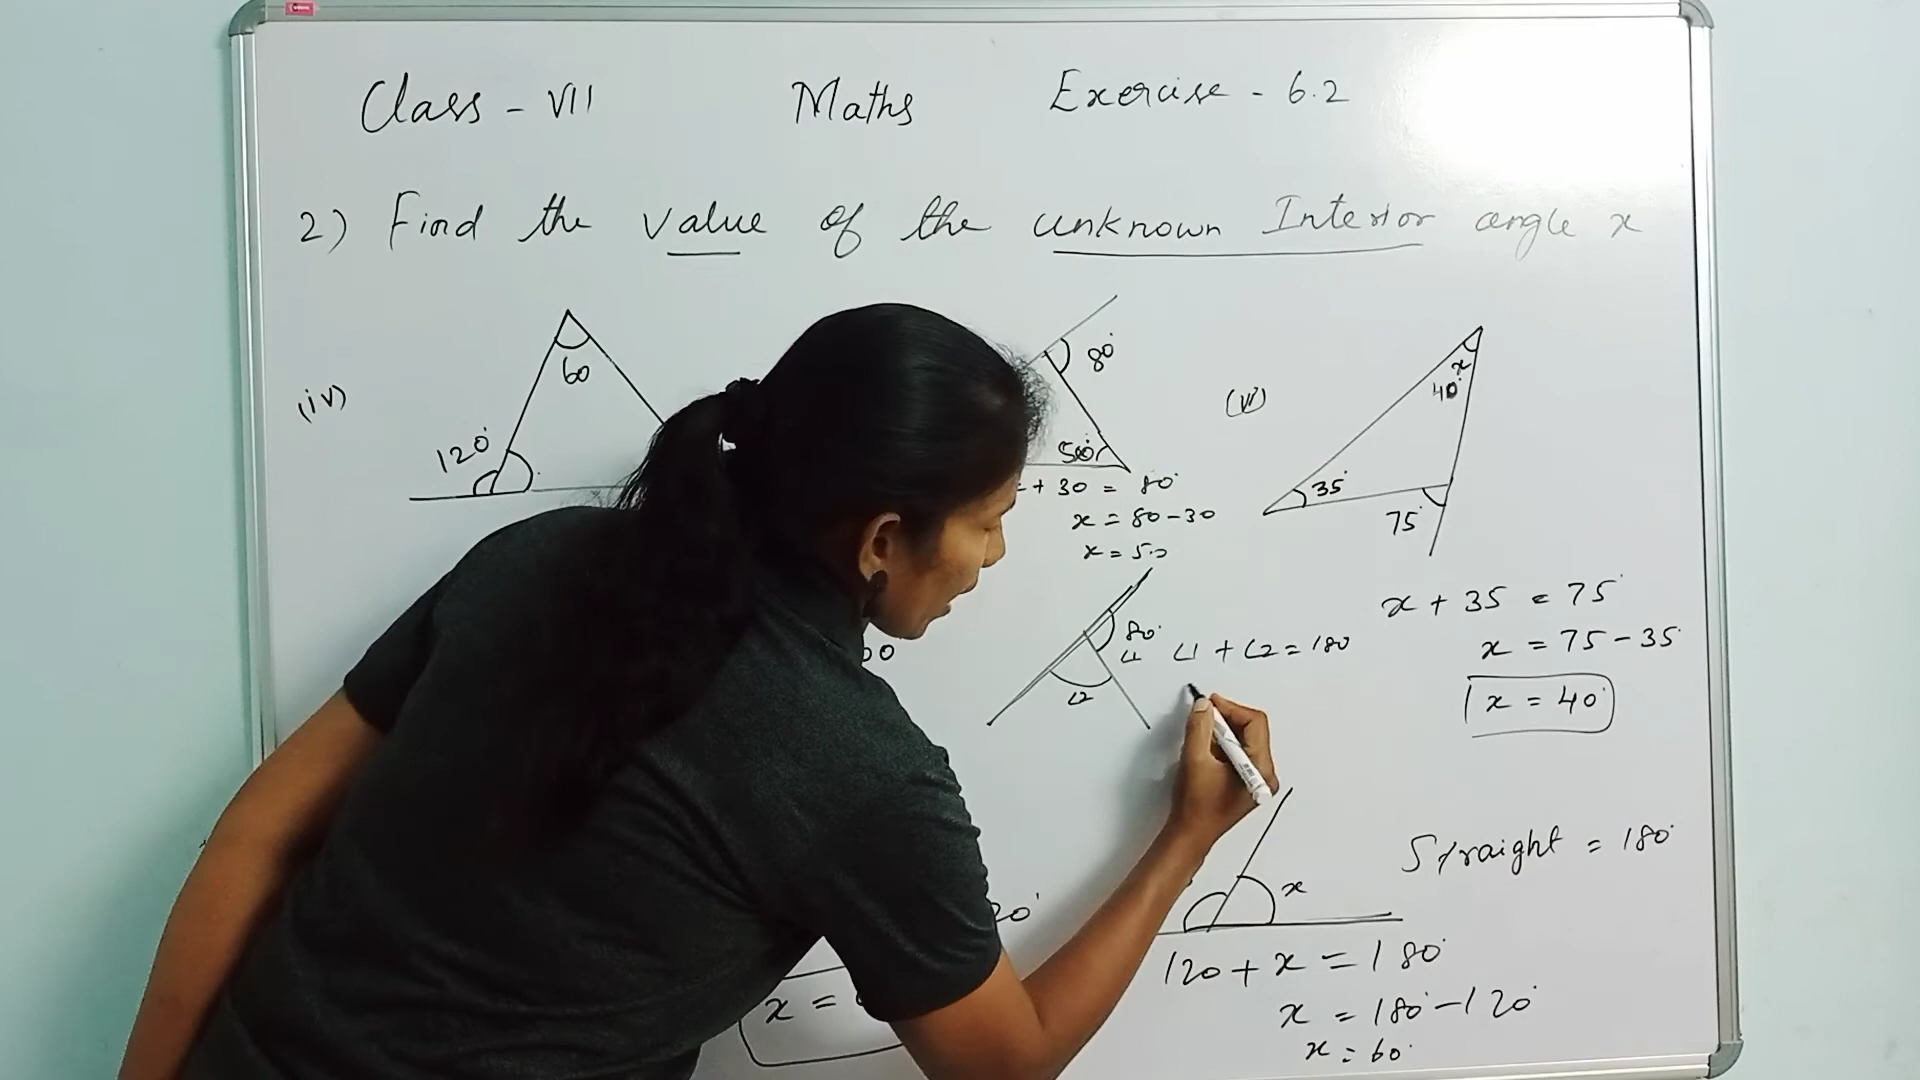 Class - VII Maths Exercise - 6.2
2) Find the value of the unknown Interior angle x
(iv)
60
120°
80°
50°
+ 30 = 80°
x = 80 - 30
x = 50
(vi)
x
40°
35°
75°
x + 35 = 75°
x = 75 - 35°
x = 40°
80°
∠1
∠2
∠1 + ∠2 = 180
Straight = 180°
x
120 + x = 180°
x = 180° - 120°
x = 60°
x =